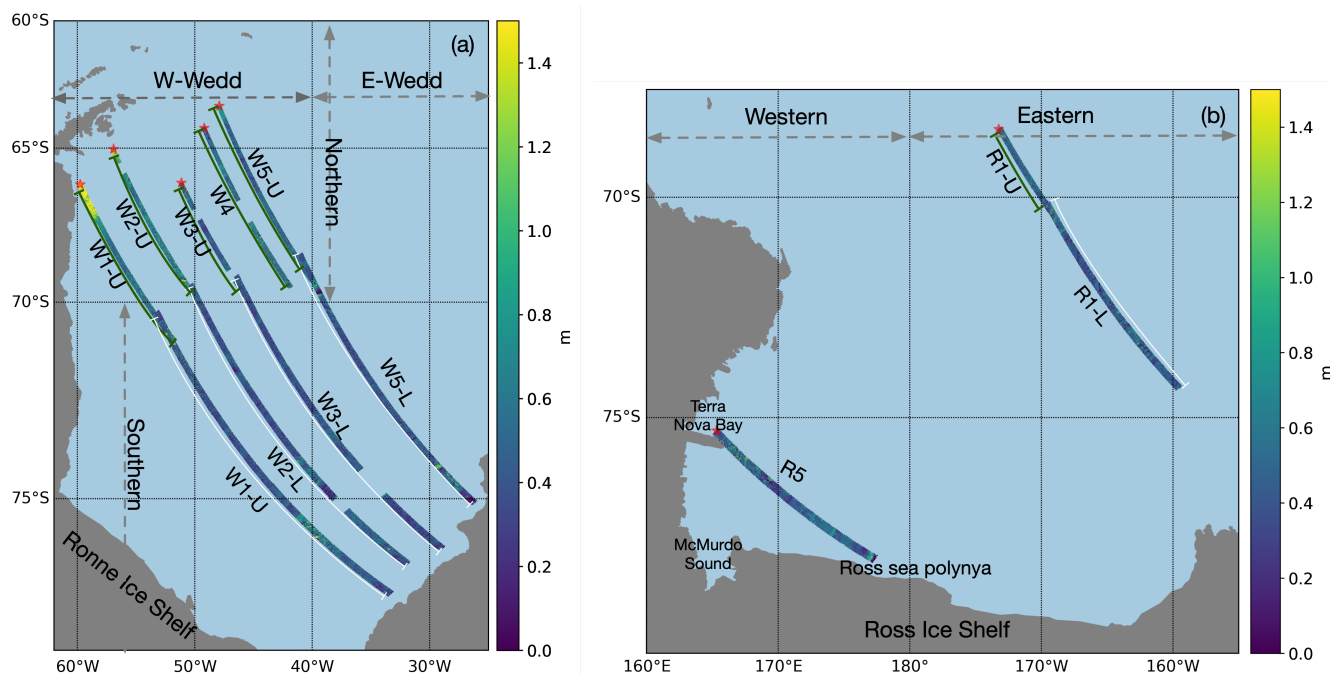 60°S
65°S
70°S
75°S
60°W
50°W
40°W
30°W
(a)
W-Wedd
E-Wedd
Northern
Southern
W1-U
W2-U
W3-U
W4
W5-U
W1-U
W2-L
W3-L
W5-L
Ronne Ice Shelf
1.4
1.2
1.0
0.8
0.6
0.4
0.2
0.0
m
(b)
Western
Eastern
70°S
75°S
R1-U
R1-L
Terra
Nova Bay
R5
McMurdo
Sound
Ross sea polynya
Ross Ice Shelf
160°E
170°E
180°
170°W
160°W
1.4
1.2
1.0
0.8
0.6
0.4
0.2
0.0
m